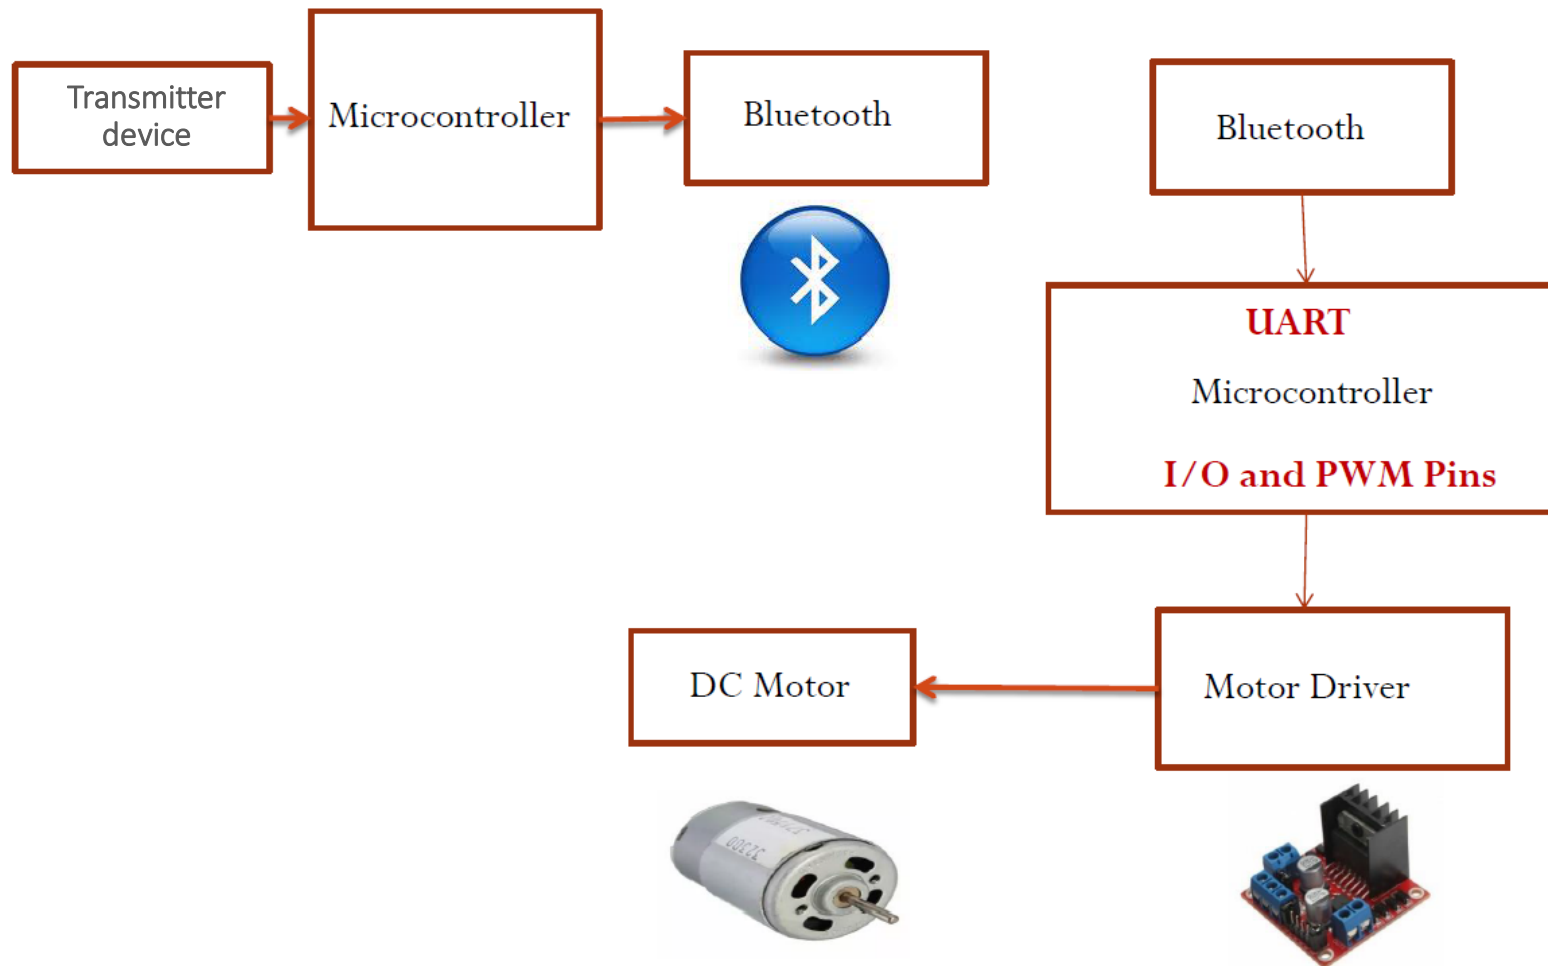 Transmitter
device
Microcontroller
Bluetooth
Bluetooth
UART
Microcontroller
I/O and PWM Pins
DC Motor
Motor Driver